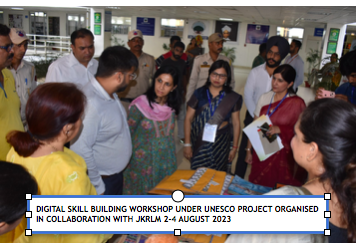 DIGITAL SKILL BUILDING WORKSHOP UNDER UNESCO PROJECT ORGANISED
IN COLLABORATION WITH JKRLM 2-4 AUGUST 2023